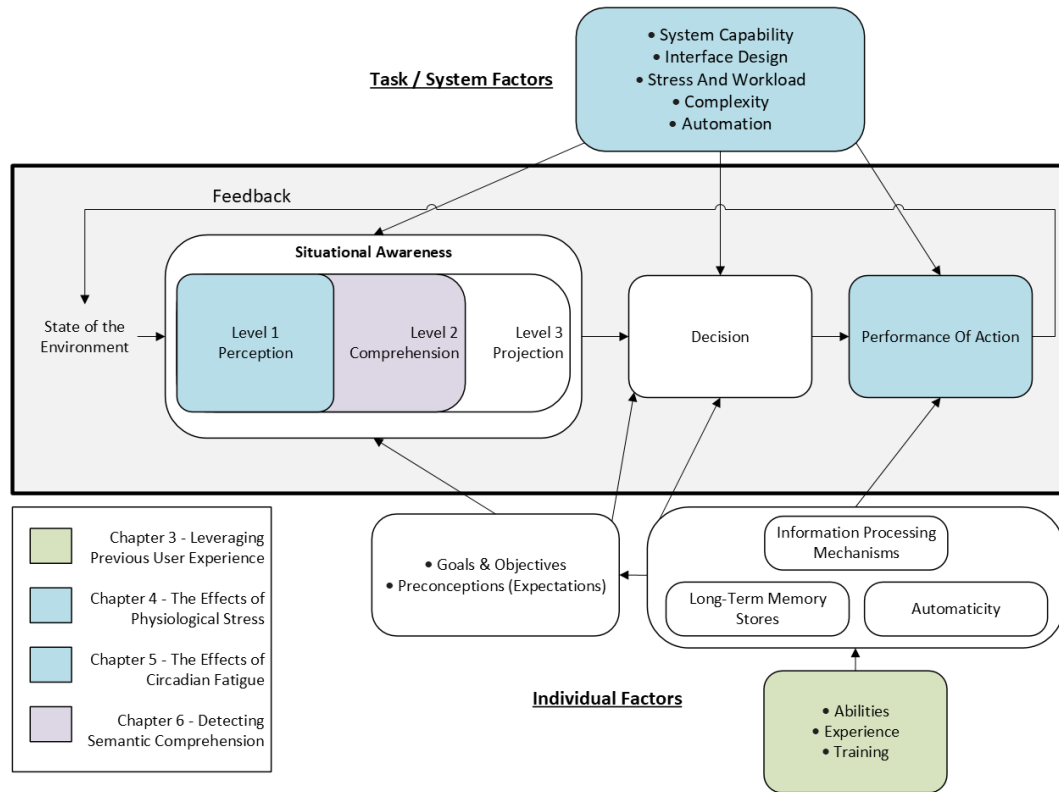 • System Capability
• Interface Design
• Stress And Workload
• Complexity
• Automation
Task / System Factors
Feedback
Situational Awareness
State of the
Environment
Level 1
Perception
Level 2
Comprehension
Level 3
Projection
Decision
Performance Of Action
Chapter 3 - Leveraging
Previous User Experience
Chapter 4 - The Effects of
Physiological Stress
Chapter 5 - The Effects of
Circadian Fatigue
Chapter 6 - Detecting
Semantic Comprehension
• Goals & Objectives
• Preconceptions (Expectations)
Information Processing
Mechanisms
Long-Term Memory
Stores
Automaticity
Individual Factors
• Abilities
• Experience
• Training